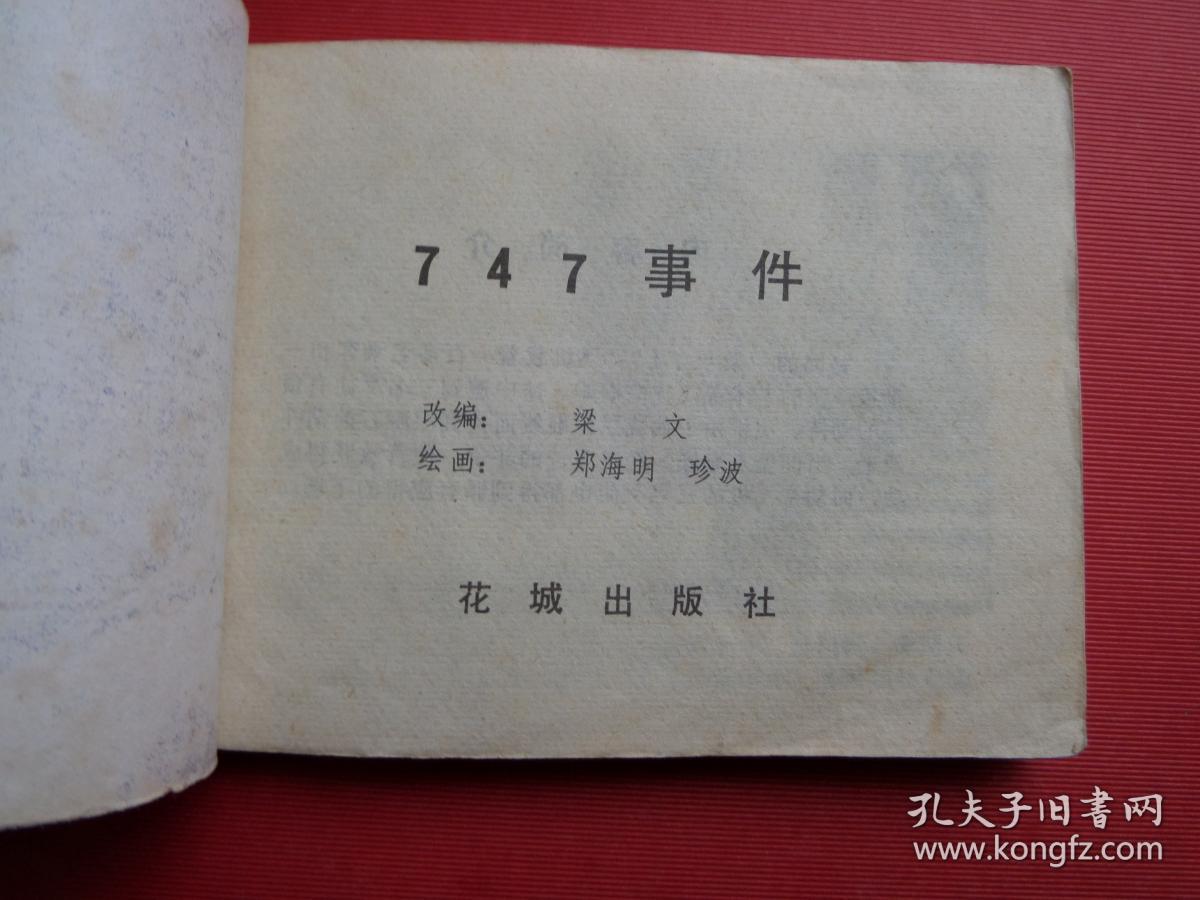 747事件
改编：梁文
绘画：郑海明 珍波
花城出版社
孔夫子旧书网
www.kongfz.com